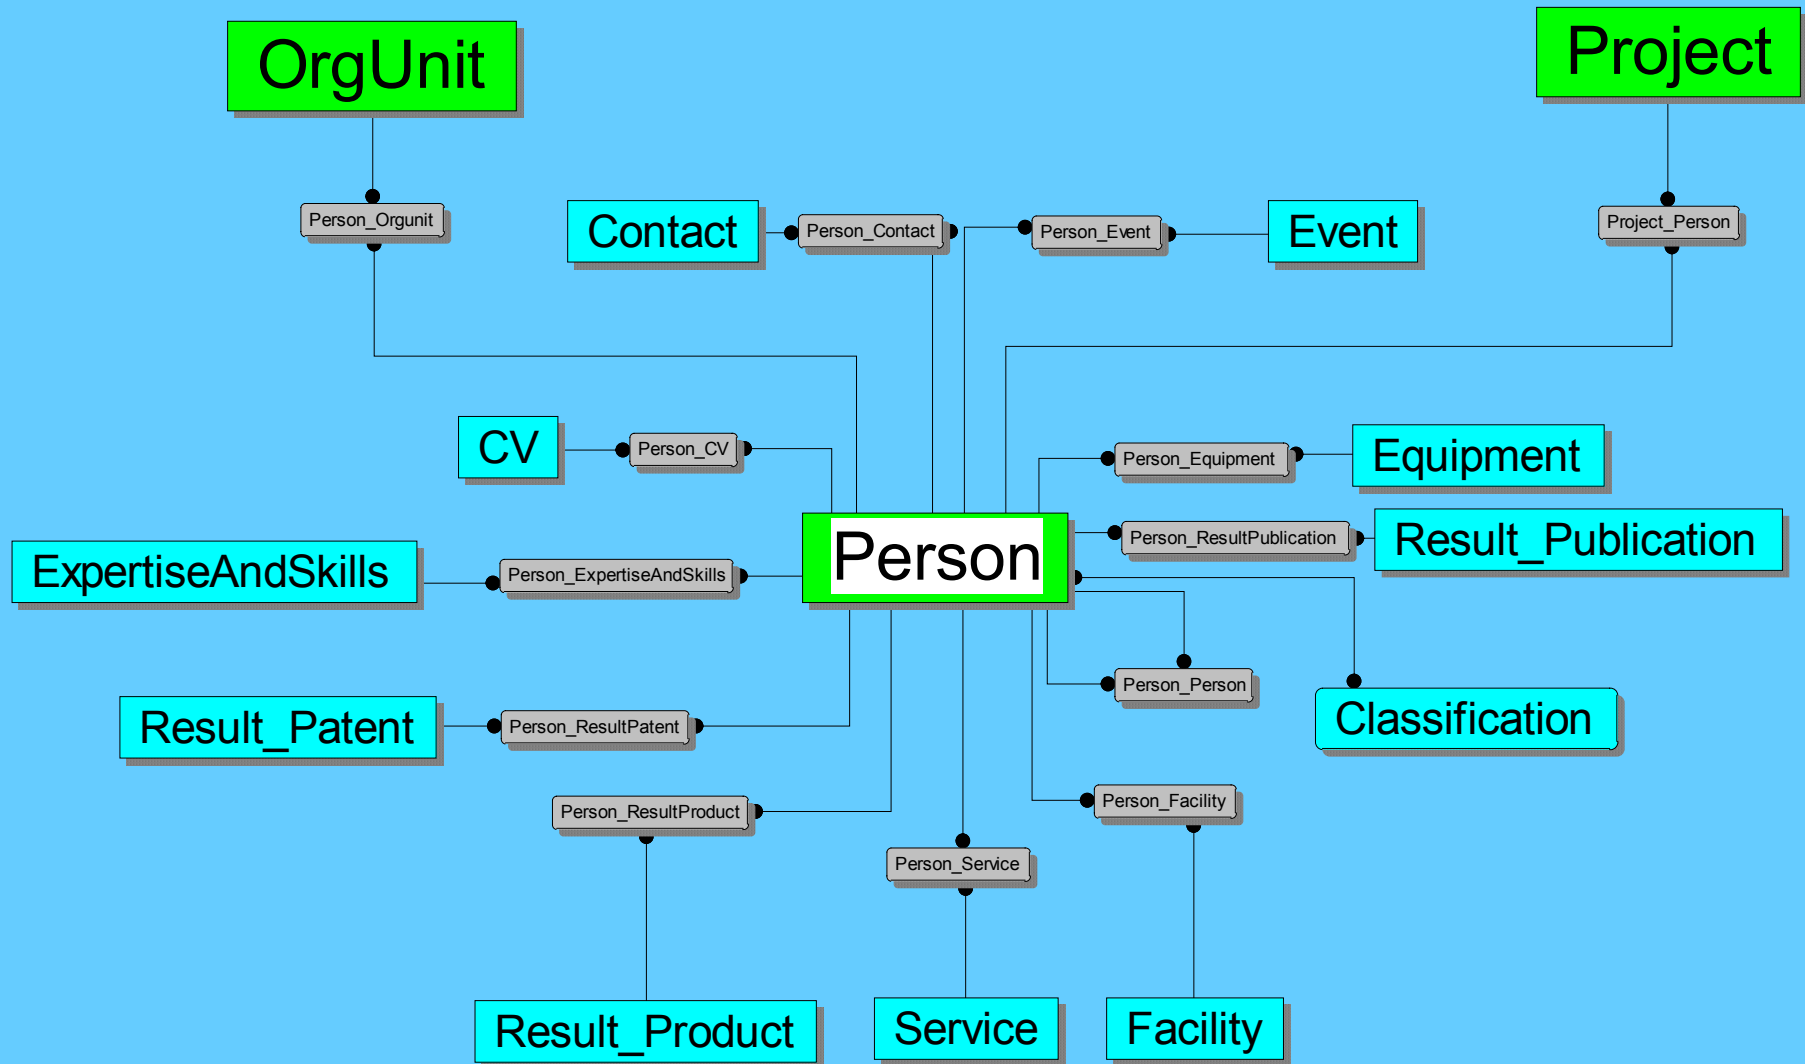 OrgUnit
Project
Person_Orgunit
Contact
Person_Contact
Person_Event
Event
Project_Person
CV
Person_CV
Person_Equipment
Equipment
Person
Person_ResultPublication
Result_Publication
ExpertiseAndSkills
Person_ExpertiseAndSkills
Person_Person
Classification
Result_Patent
Person_ResultPatent
Person_ResultProduct
Person_Facility
Person_Service
Result_Product
Service
Facility